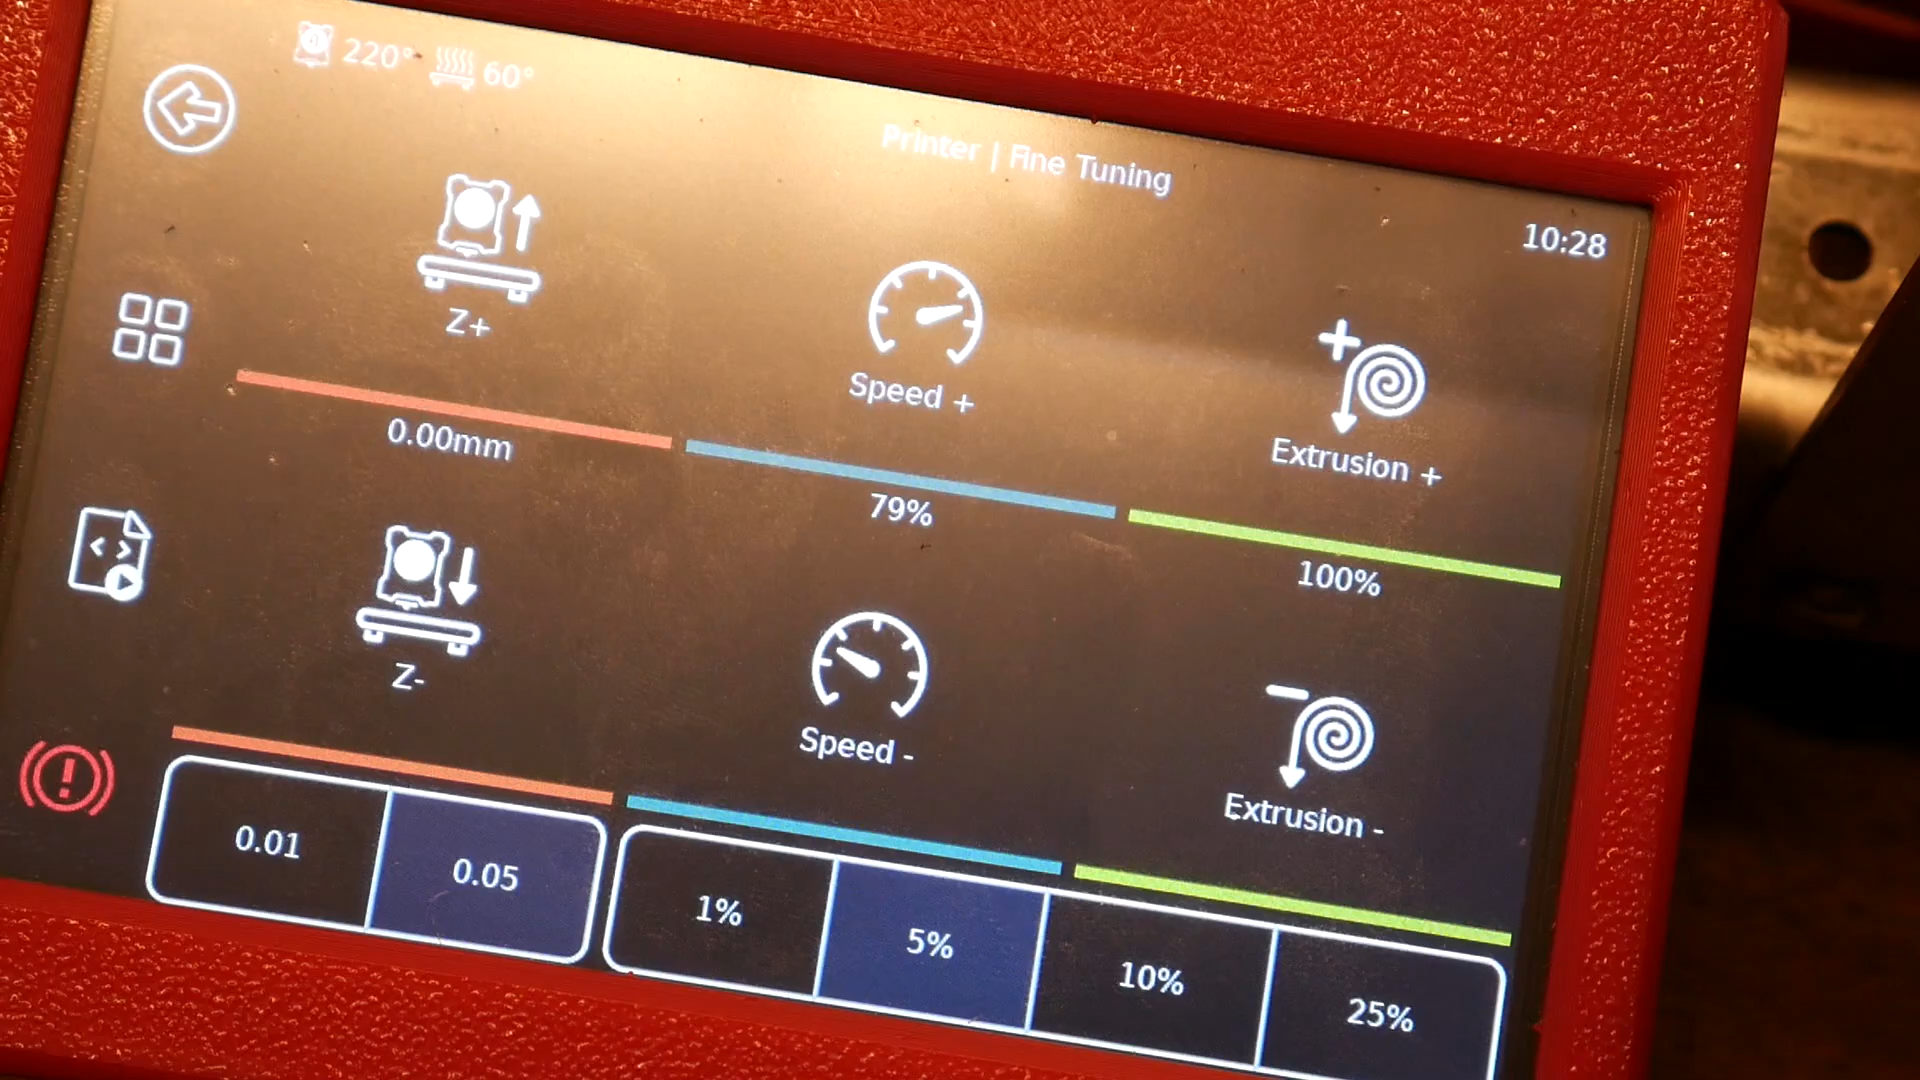 220° 60°
Printer | Fine Tuning
10:28
Z+
Speed +
Extrusion +
0.00mm
79%
100%
Z-
Speed -
Extrusion -
0.01
0.05
1%
5%
10%
25%